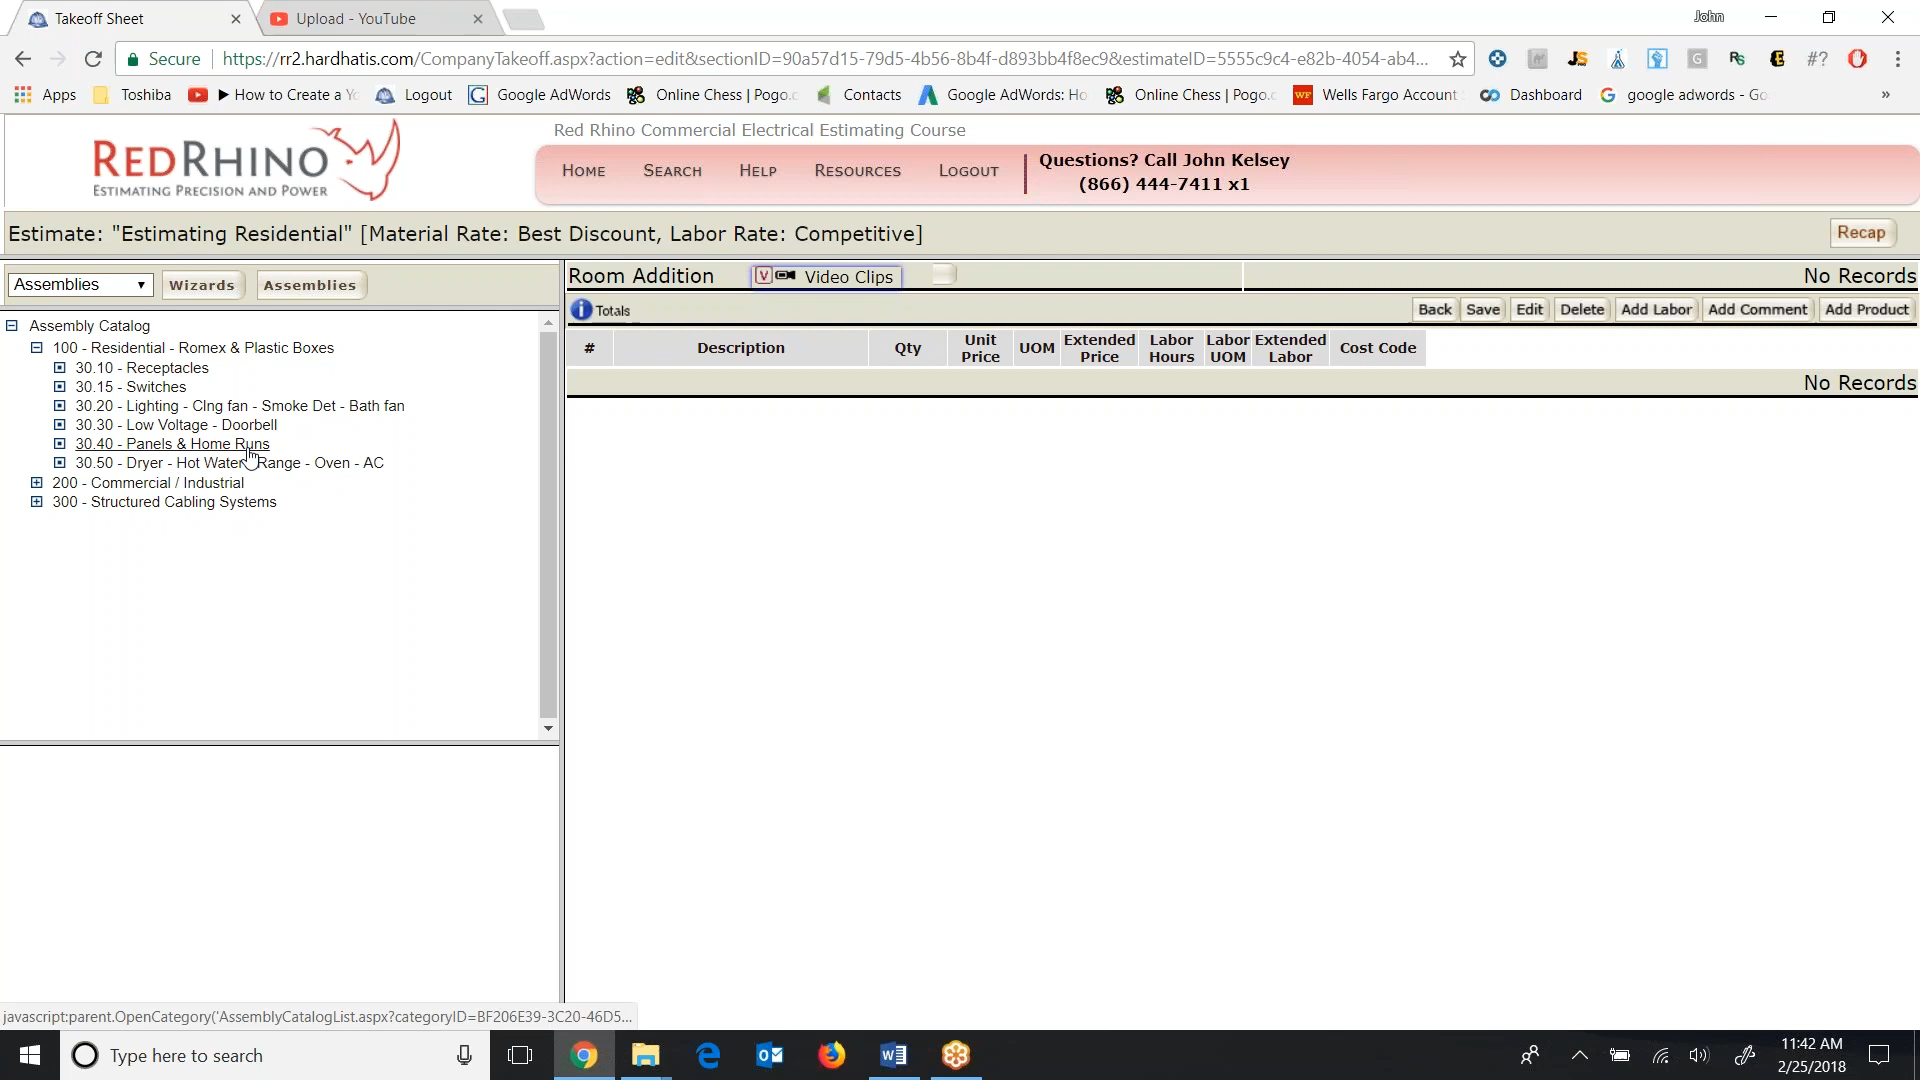 Takeoff Sheet
Upload - YouTube
John
Secure
https://rr2.hardhatis.com/CompanyTakeoff.aspx?action=edit&sectionID=90a57d15-79d5-4b56-8b4f-d893bb4f8ec9&estimateID=5555c9c4-e82b-4054-ab4...
Apps Toshiba ▶ How to Create a Yo Logout Google AdWords Online Chess | Pogo.c Contacts Google AdWords: Ho Online Chess | Pogo.c Wells Fargo Account Dashboard google adwords - Go »
REDRHINO
ESTIMATING PRECISION AND POWER
Red Rhino Commercial Electrical Estimating Course
HOME SEARCH HELP RESOURCES LOGOUT
Questions? Call John Kelsey
(866) 444-7411 x1
Estimate: "Estimating Residential" [Material Rate: Best Discount, Labor Rate: Competitive]
Recap
Assemblies
Wizards
Assemblies
Assembly Catalog
100 - Residential - Romex & Plastic Boxes
30.10 - Receptacles
30.15 - Switches
30.20 - Lighting - Clng fan - Smoke Det - Bath fan
30.30 - Low Voltage - Doorbell
30.40 - Panels & Home Runs
30.50 - Dryer - Hot Water Range - Oven - AC
200 - Commercial / Industrial
300 - Structured Cabling Systems
Room Addition
V Video Clips
No Records
Totals
Back Save Edit Delete Add Labor Add Comment Add Product
# Description Qty Unit Price UOM Extended Price Labor Hours Labor UOM Extended Labor Cost Code
No Records
javascript:parent.OpenCategory('AssemblyCatalogList.aspx?categoryID=BF206E39-3C20-46D5...
Type here to search
11:42 AM
2/25/2018